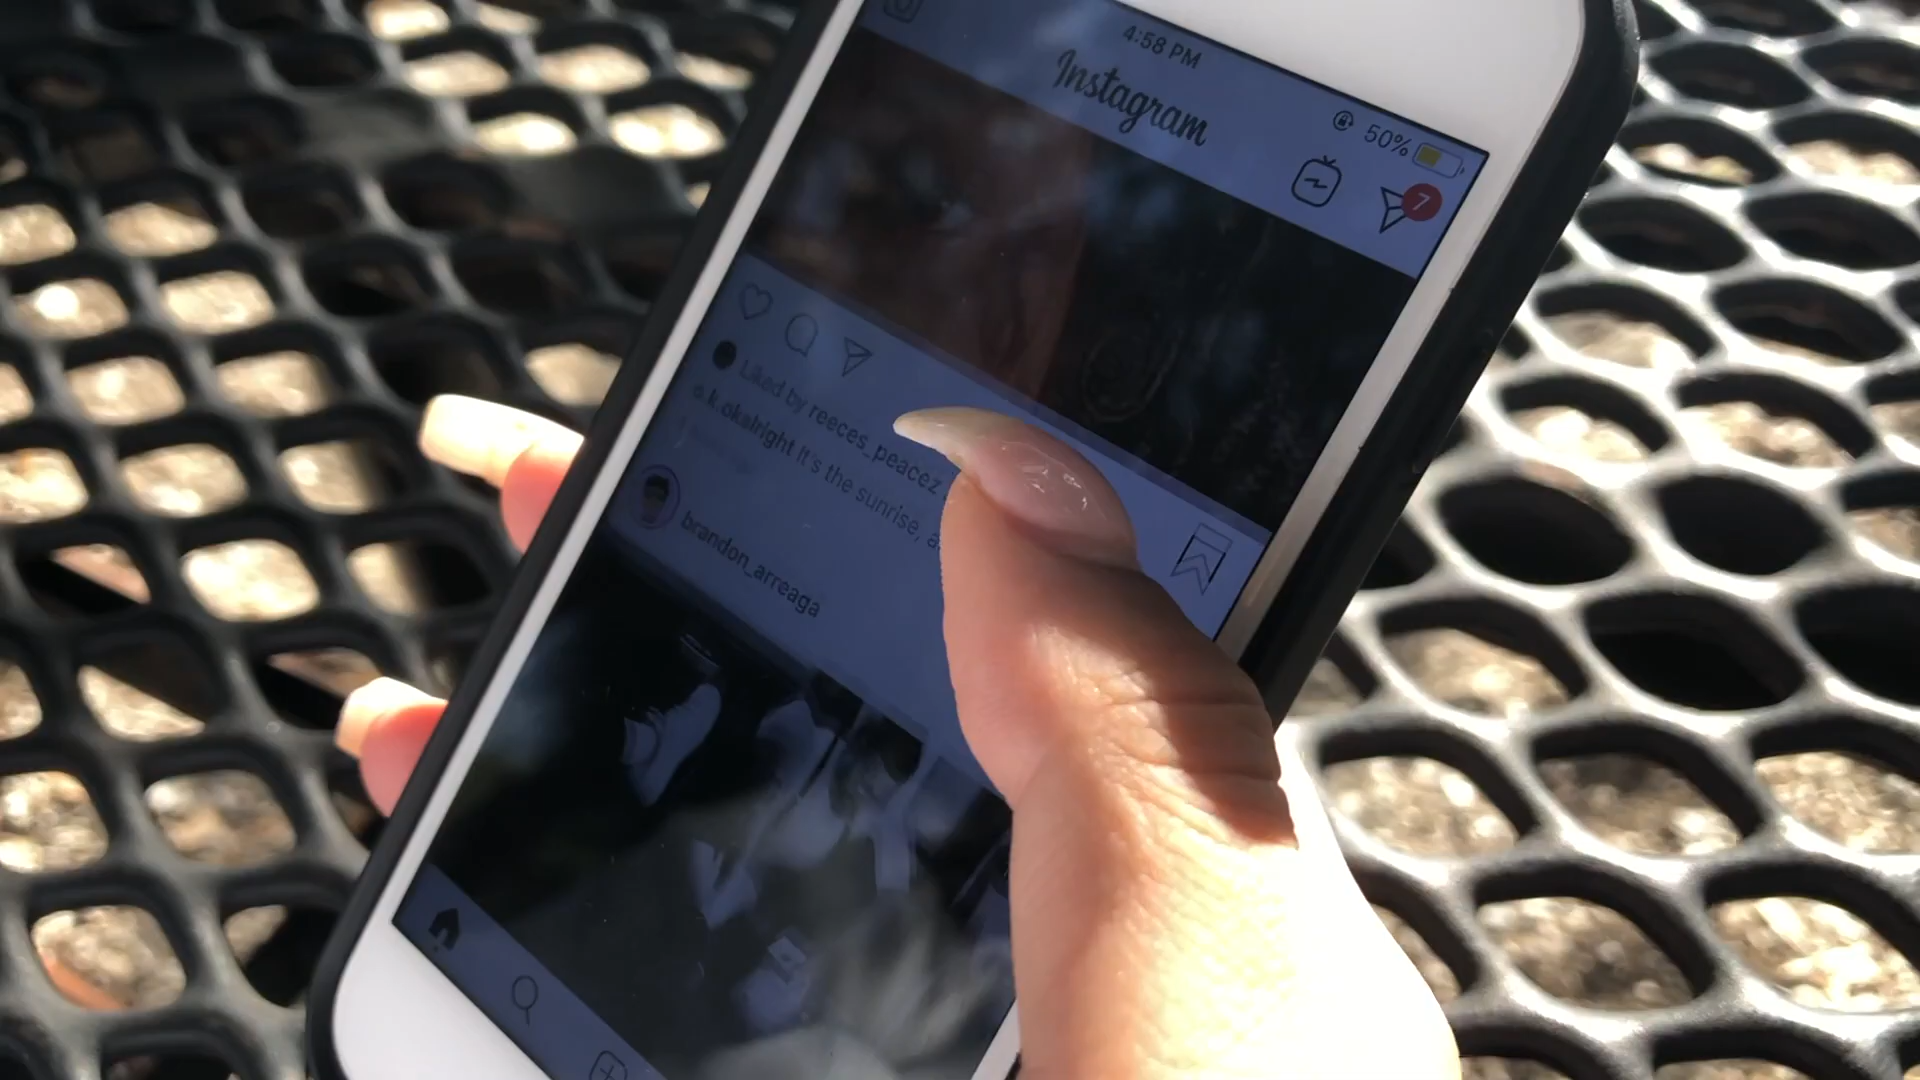 4:58 PM
50%
Instagram
7
Liked by reeces_peacez
o.k.okalright It's the sunrise,
brandon_arreaga